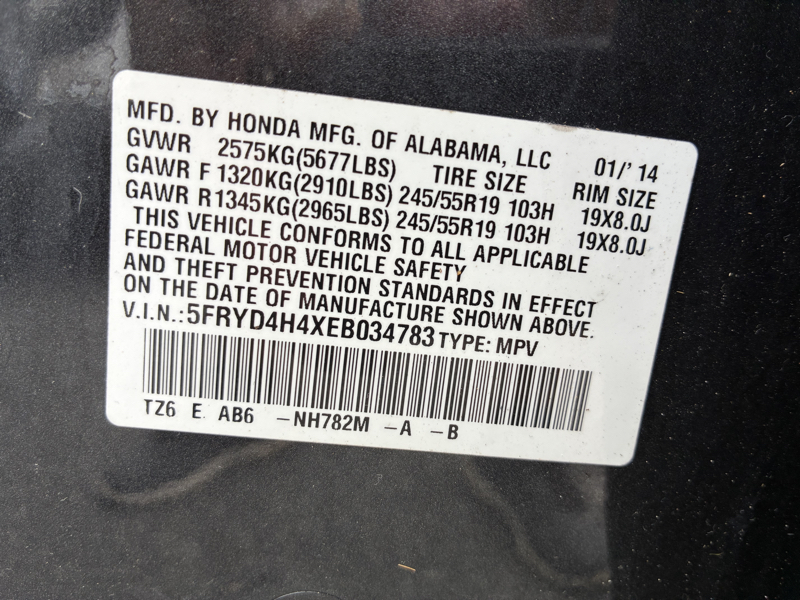 MFD. BY HONDA MFG. OF ALABAMA, LLC 01/'14
GVWR 2575KG(5677LBS) TIRE SIZE RIM SIZE
GAWR F 1320KG(2910LBS) 245/55R19 103H 19X8.0J
GAWR R 1345KG(2965LBS) 245/55R19 103H 19X8.0J
THIS VEHICLE CONFORMS TO ALL APPLICABLE
FEDERAL MOTOR VEHICLE SAFETY
AND THEFT PREVENTION STANDARDS IN EFFECT
ON THE DATE OF MANUFACTURE SHOWN ABOVE.
V.I.N.:5FRYD4H4XEB034783 TYPE: MPV
TZ6 E. AB6 -NH782M -A -B